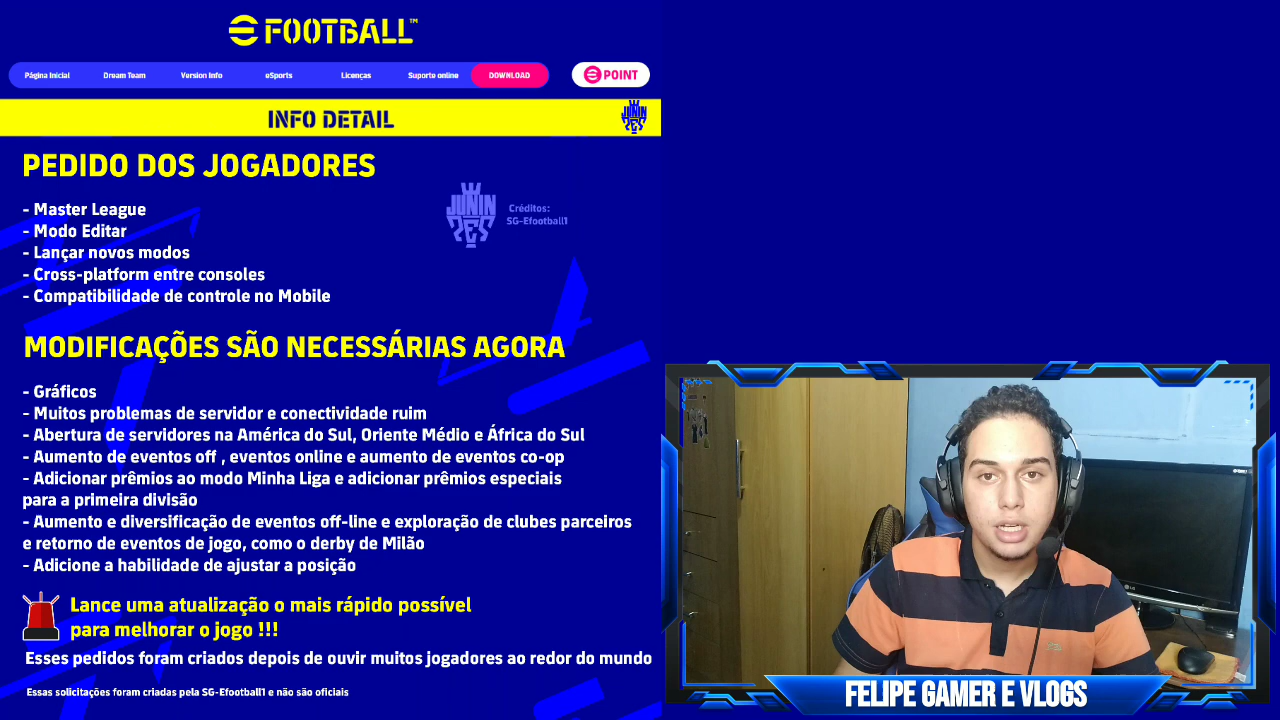 FOOTBALL™
Página Inicial Dream Team Version Info eSports Licenças Suporte online DOWNLOAD
POINT
INFO DETAIL
PEDIDO DOS JOGADORES
- Master League
- Modo Editar
- Lançar novos modos
- Cross-platform entre consoles
- Compatibilidade de controle no Mobile
JUNIN
PES
Créditos:
SG-Efootball1
MODIFICAÇÕES SÃO NECESSÁRIAS AGORA
- Gráficos
- Muitos problemas de servidor e conectividade ruim
- Abertura de servidores na América do Sul, Oriente Médio e África do Sul
- Aumento de eventos off , eventos online e aumento de eventos co-op
- Adicionar prêmios ao modo Minha Liga e adicionar prêmios especiais
para a primeira divisão
- Aumento e diversificação de eventos off-line e exploração de clubes parceiros
e retorno de eventos de jogo, como o derby de Milão
- Adicione a habilidade de ajustar a posição
Lance uma atualização o mais rápido possível
para melhorar o jogo !!!
Esses pedidos foram criados depois de ouvir muitos jogadores ao redor do mundo
Essas solicitações foram criadas pela SG-Efootball1 e não são oficiais
FELIPE GAMER E VLOGS